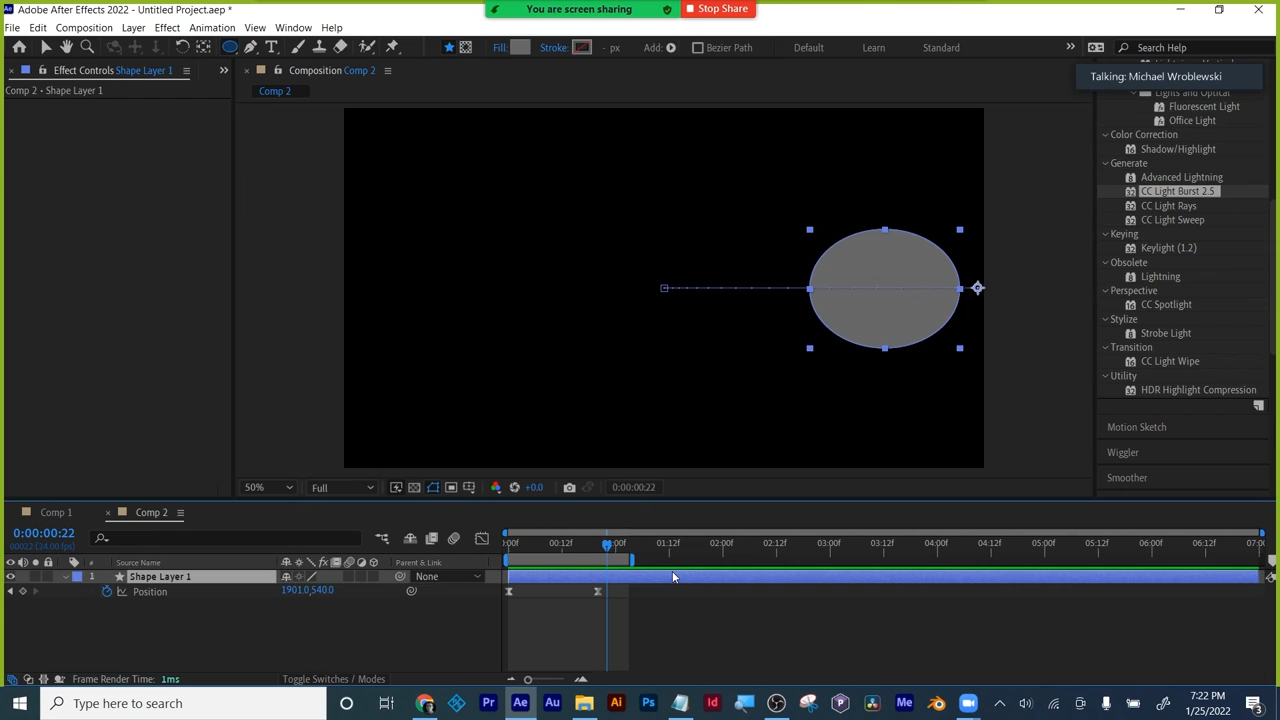 Adobe After Effects 2022 - Untitled Project.aep *
You are screen sharing
Stop Share
File Edit Composition Layer Effect Animation View Window Help
Fill: Stroke: - px Add: Bezier Path Default Learn Standard Search Help
Effect Controls Shape Layer 1
Composition Comp 2
Talking: Michael Wroblewski
Comp 2 • Shape Layer 1
Comp 2
Lights and Optical
Fluorescent Light
Office Light
Color Correction
Shadow/Highlight
Generate
Advanced Lightning
CC Light Burst 2.5
CC Light Rays
CC Light Sweep
Keying
Keylight (1.2)
Obsolete
Lightning
Perspective
CC Spotlight
Stylize
Strobe Light
Transition
CC Light Wipe
Utility
HDR Highlight Compression
Motion Sketch
Wiggler
Smoother
50% Full +0.0 0:00:00:22
Comp 1 Comp 2
0:00:00:22
00022 (24.00 fps)
:00f 00:12f 01:12f 02:00f 02:12f 03:00f 03:12f 04:00f 04:12f 05:00f 05:12f 06:00f 06:12f 07:0
# Source Name Parent & Link
1 Shape Layer 1 None
Position 1901.0,540.0
Frame Render Time: 1ms Toggle Switches / Modes
Type here to search
7:22 PM
1/25/2022
3